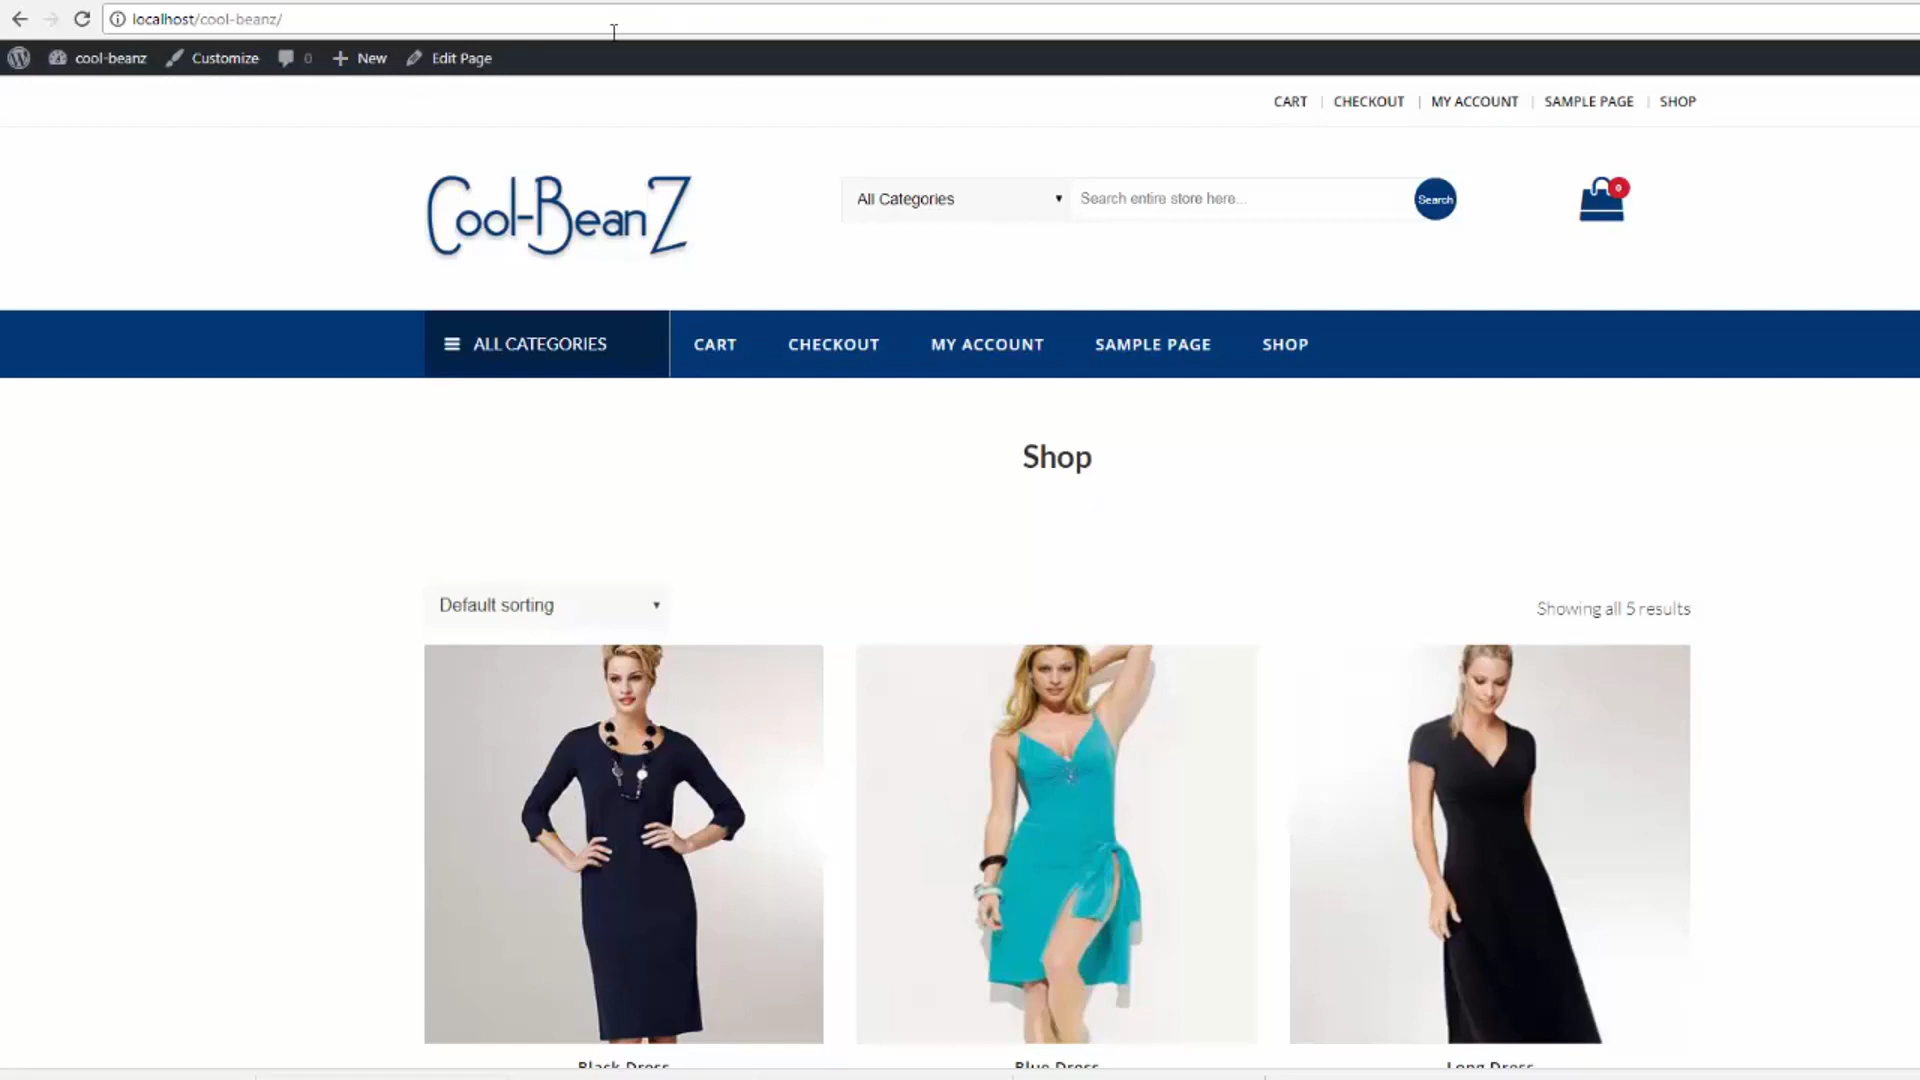 localhost/cool-beanz/
cool-beanz Customize 0 New Edit Page
CART CHECKOUT MY ACCOUNT SAMPLE PAGE SHOP
Cool-BeanZ
All Categories Search entire store here... Search 0
ALL CATEGORIES CART CHECKOUT MY ACCOUNT SAMPLE PAGE SHOP
Shop
Default sorting Showing all 5 results
Black Dress Blue Dress Long Dress